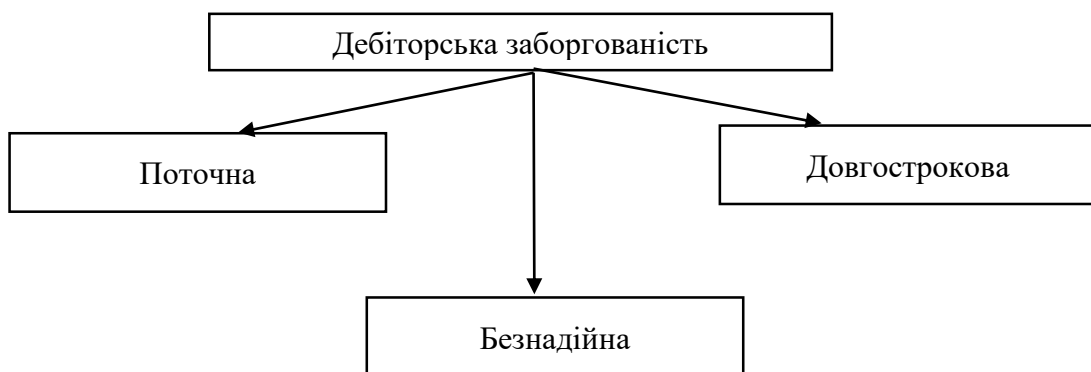 Дебіторська заборгованість
Поточна
Довгострокова
Безнадійна